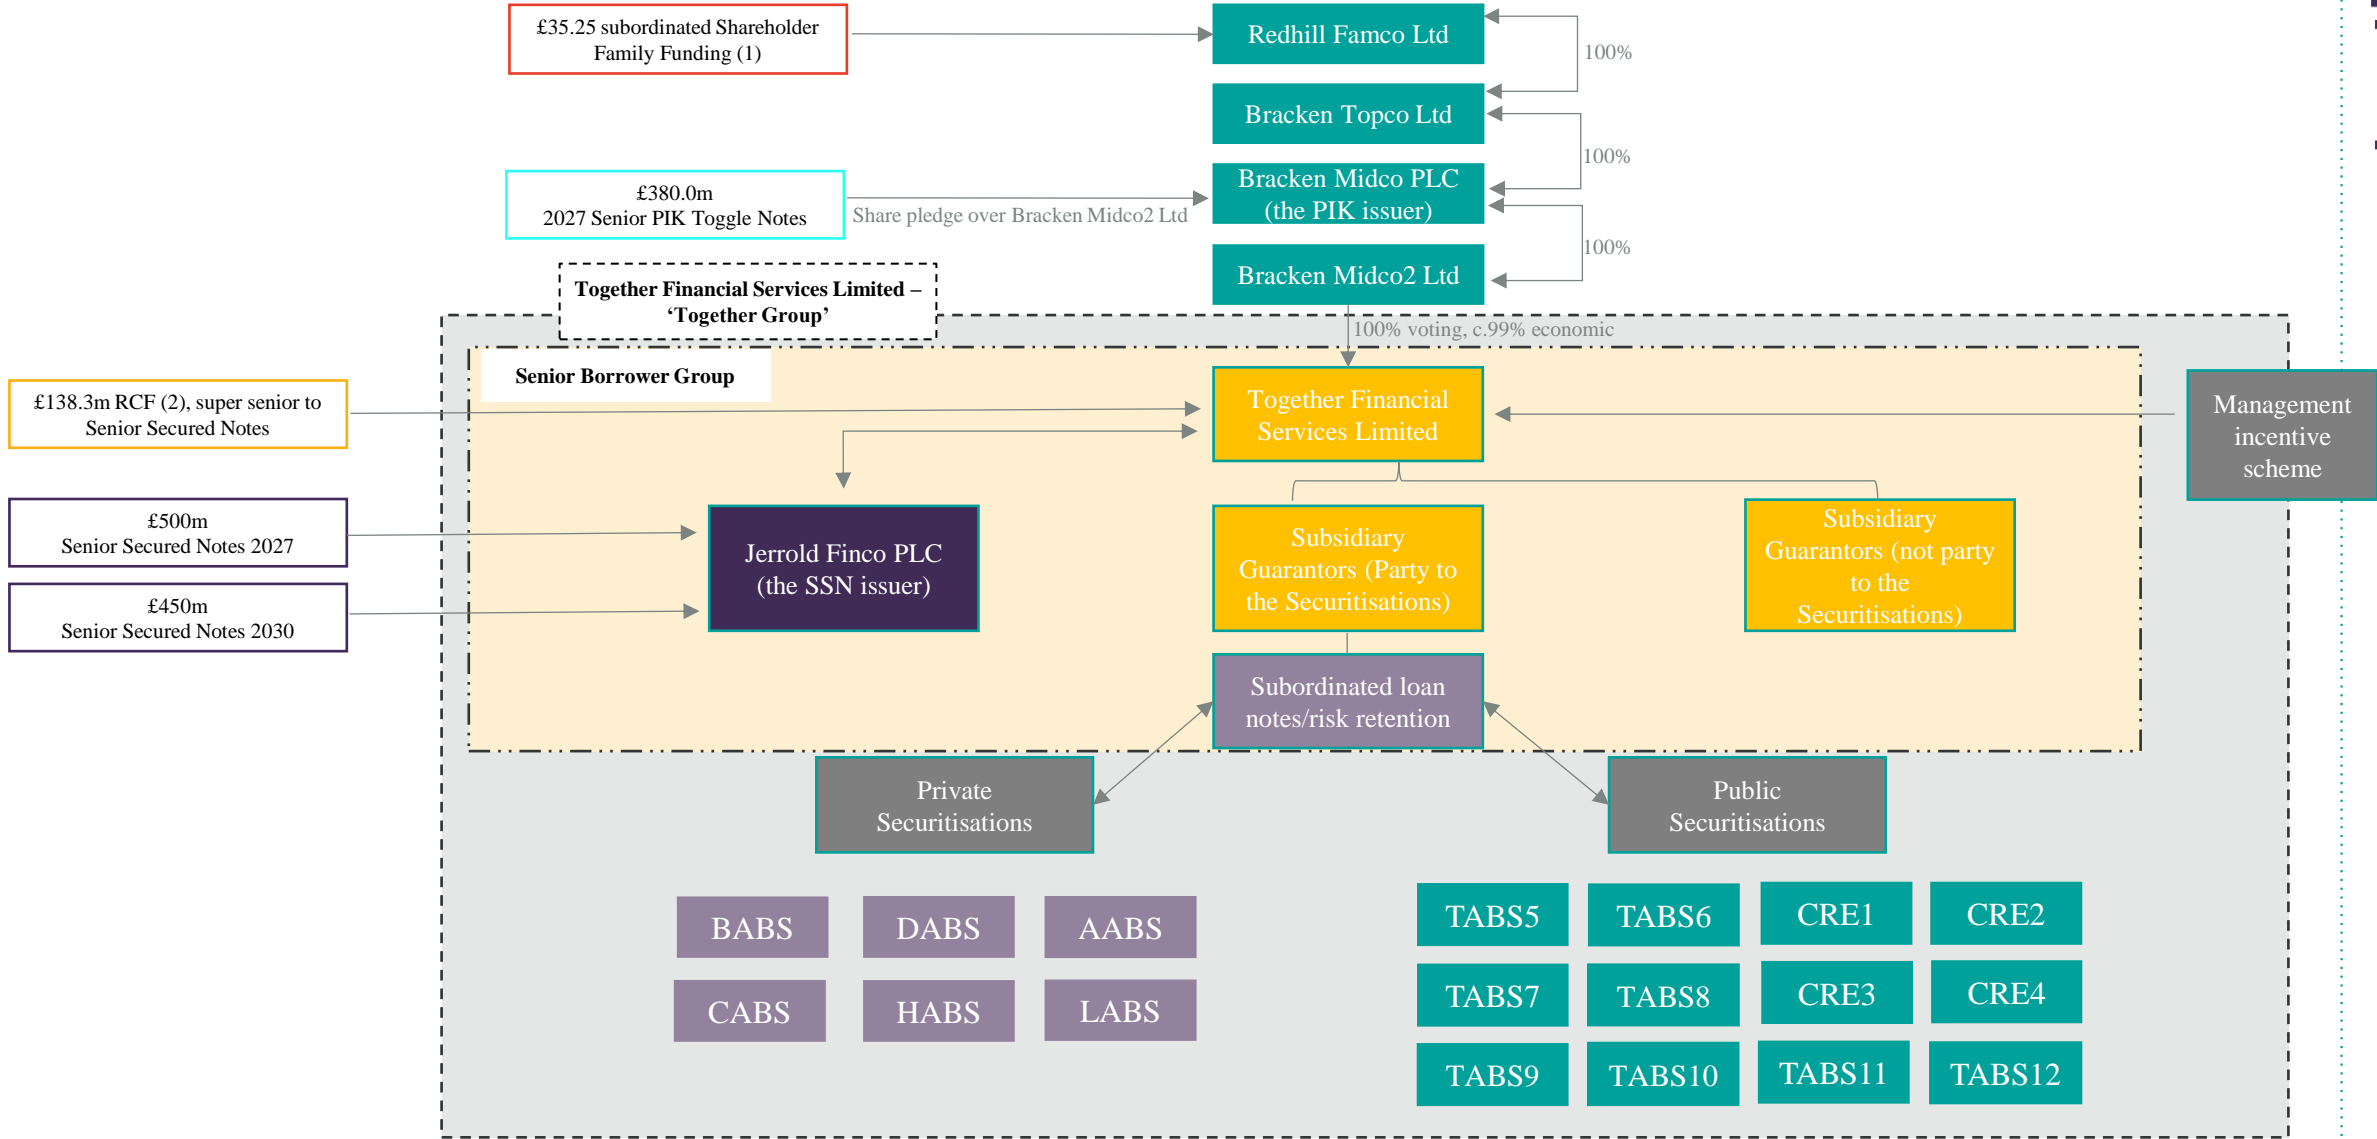 £35.25 subordinated Shareholder
Family Funding (1)
Redhill Famco Ltd
100%
Bracken Topco Ltd
100%
£380.0m
2027 Senior PIK Toggle Notes
Share pledge over Bracken Midco2 Ltd
Bracken Midco PLC
(the PIK issuer)
100%
Bracken Midco2 Ltd
Together Financial Services Limited –
‘Together Group’
100% voting, c.99% economic
Senior Borrower Group
£138.3m RCF (2), super senior to
Senior Secured Notes
Together Financial
Services Limited
Management
incentive
scheme
£500m
Senior Secured Notes 2027
£450m
Senior Secured Notes 2030
Jerrold Finco PLC
(the SSN issuer)
Subsidiary
Guarantors (Party to
the Securitisations)
Subsidiary
Guarantors (not party
to the
Securitisations)
Subordinated loan
notes/risk retention
Private
Securitisations
Public
Securitisations
BABS DABS AABS
CABS HABS LABS
TABS5 TABS6 CRE1 CRE2
TABS7 TABS8 CRE3 CRE4
TABS9 TABS10 TABS11 TABS12